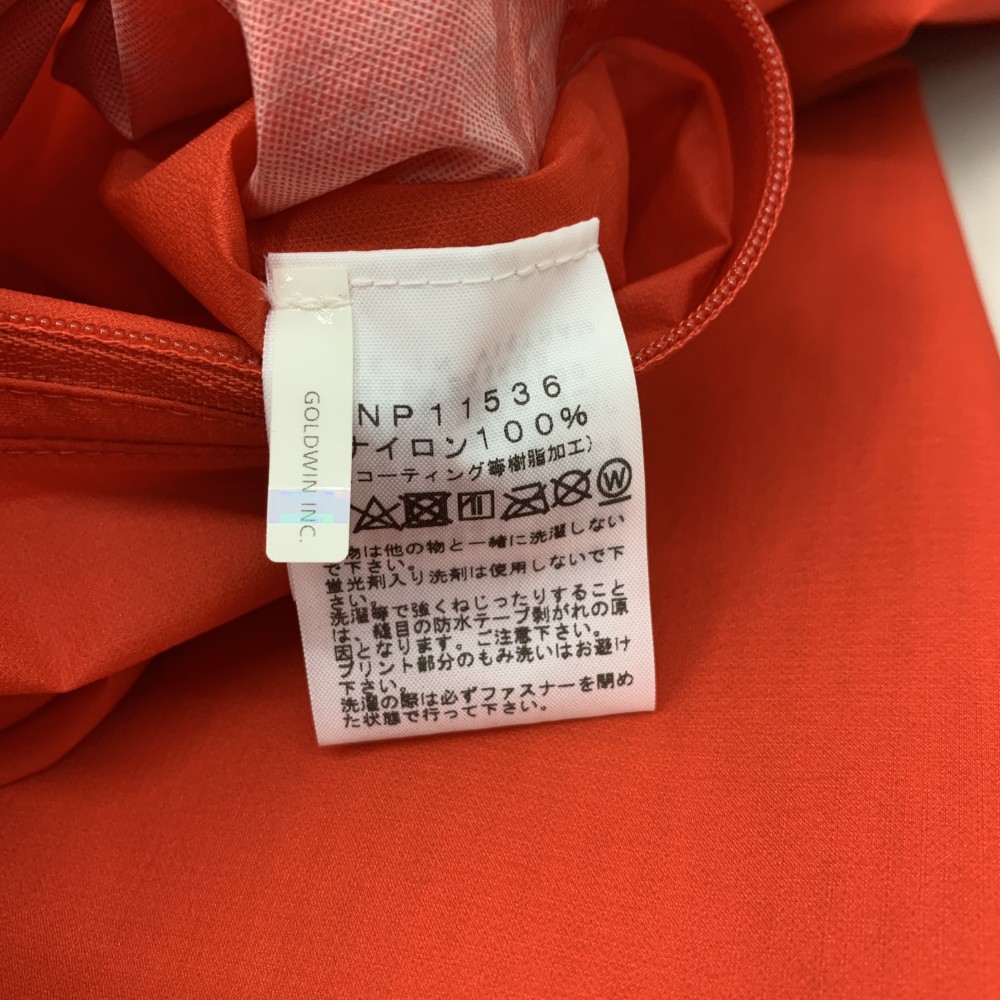 NP11536
ナイロン100%
コーティング等樹脂加工)
GOLDWIN INC.
W
物は他の物と一緒に洗濯しない
で下さい。
蛍光剤入り洗剤は使用しないで下
さい。
洗濯等で強くねじったりすること
は、縫目の防水テープ剥がれの原
因となります。ご注意下さい。
プリント部分のもみ洗いはお避け
下さい。
洗濯の際は必ずファスナーを閉め
た状態で行って下さい。